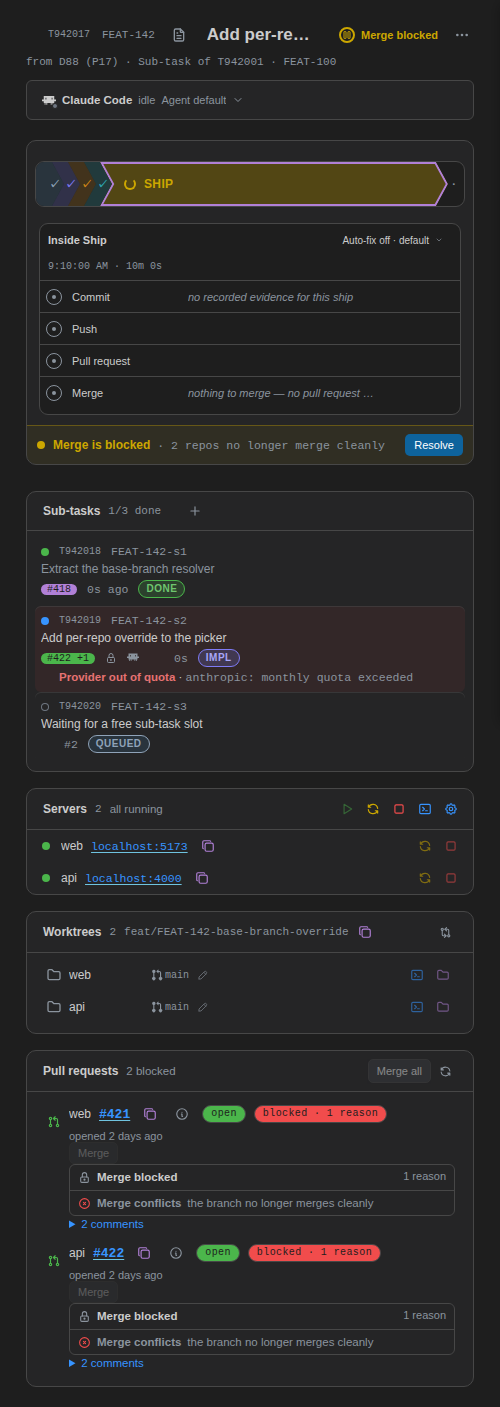 T942017 FEAT-142 Add per-re… Merge blocked
from D88 (P17) · Sub-task of T942001 · FEAT-100
Claude Code idle Agent default
SHIP
Inside Ship Auto-fix off · default
9:10:00 AM · 10m 0s
Commit no recorded evidence for this ship
Push
Pull request
Merge nothing to merge — no pull request …
Merge is blocked · 2 repos no longer merge cleanly Resolve
Sub-tasks 1/3 done
T942018 FEAT-142-s1
Extract the base-branch resolver
#418 0s ago DONE
T942019 FEAT-142-s2
Add per-repo override to the picker
#422 +1 0s IMPL
Provider out of quota · anthropic: monthly quota exceeded
T942020 FEAT-142-s3
Waiting for a free sub-task slot
#2 QUEUED
Servers 2 all running
web localhost:5173
api localhost:4000
Worktrees 2 feat/FEAT-142-base-branch-override
web main
api main
Pull requests 2 blocked Merge all
web #421 open blocked · 1 reason
opened 2 days ago
Merge
Merge blocked 1 reason
Merge conflicts the branch no longer merges cleanly
2 comments
api #422 open blocked · 1 reason
opened 2 days ago
Merge
Merge blocked 1 reason
Merge conflicts the branch no longer merges cleanly
2 comments